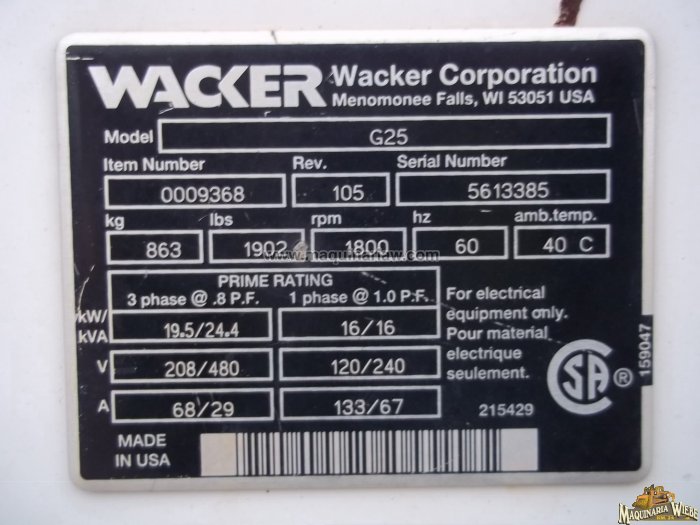 WACKER Wacker Corporation
Menomonee Falls, WI 53051 USA
Model G25
Item Number Rev. Serial Number
0009368 105 5613385
kg lbs rpm hz amb.temp.
863 1902 1800 60 40 C
www.maquinariaw.com
PRIME RATING
3 phase @ .8 P.F. 1 phase @ 1.0 P.F.
kW/
kVA 19.5/24.4 16/16
V 208/480 120/240
A 68/29 133/67
For electrical
equipment only.
Pour material
electrique
seulement.
CSA ®
215429
159047
MADE
IN USA
MAQUINARIA WIEBE